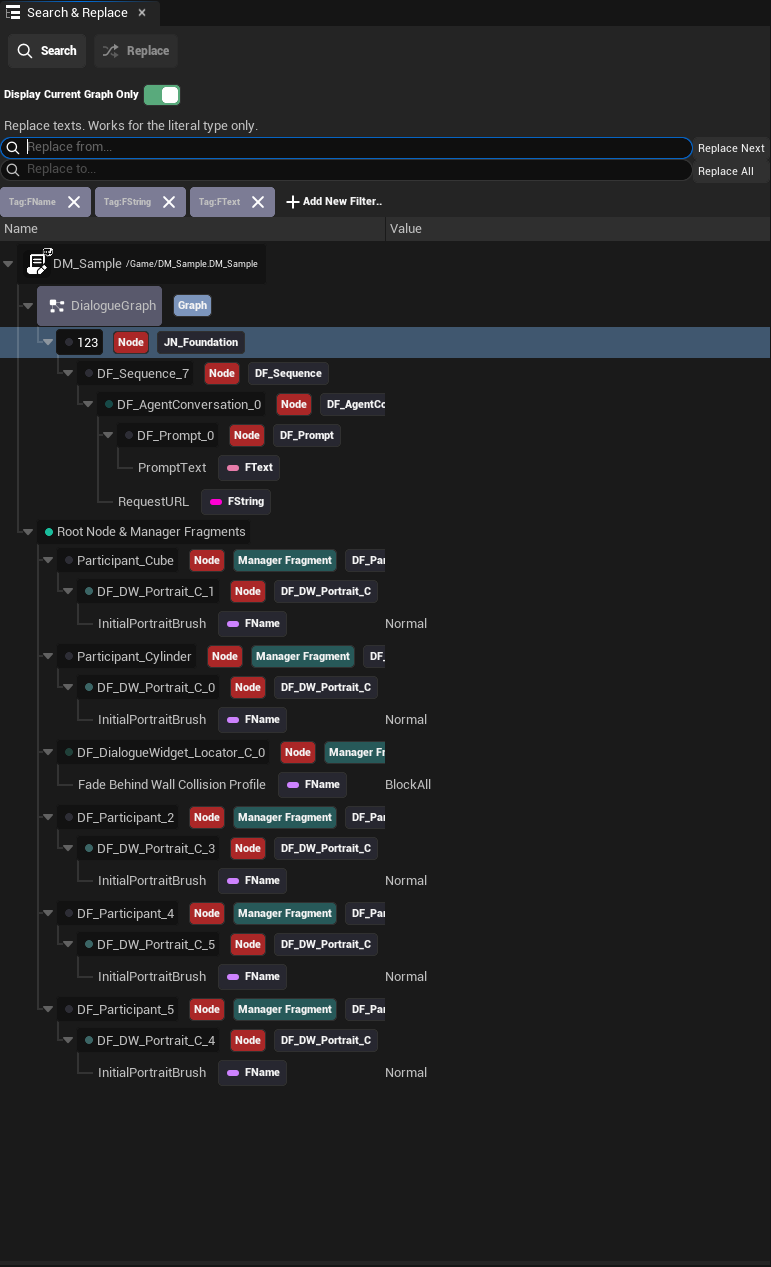 Search & Replace
Search Replace
Display Current Graph Only
Replace texts. Works for the literal type only.
Replace from... Replace Next
Replace to... Replace All
Tag:FName Tag:FString Tag:FText Add New Filter..
Name Value
DM_Sample /Game/DM_Sample.DM_Sample
DialogueGraph Graph
123 Node JN_Foundation
DF_Sequence_7 Node DF_Sequence
DF_AgentConversation_0 Node DF_AgentCo
DF_Prompt_0 Node DF_Prompt
PromptText FText
RequestURL FString
Root Node & Manager Fragments
Participant_Cube Node Manager Fragment DF_Par
DF_DW_Portrait_C_1 Node DF_DW_Portrait_C
InitialPortraitBrush FName Normal
Participant_Cylinder Node Manager Fragment DF_
DF_DW_Portrait_C_0 Node DF_DW_Portrait_C
InitialPortraitBrush FName Normal
DF_DialogueWidget_Locator_C_0 Node Manager Fr
Fade Behind Wall Collision Profile FName BlockAll
DF_Participant_2 Node Manager Fragment DF_Par
DF_DW_Portrait_C_3 Node DF_DW_Portrait_C
InitialPortraitBrush FName Normal
DF_Participant_4 Node Manager Fragment DF_Par
DF_DW_Portrait_C_5 Node DF_DW_Portrait_C
InitialPortraitBrush FName Normal
DF_Participant_5 Node Manager Fragment DF_Par
DF_DW_Portrait_C_4 Node DF_DW_Portrait_C
InitialPortraitBrush FName Normal